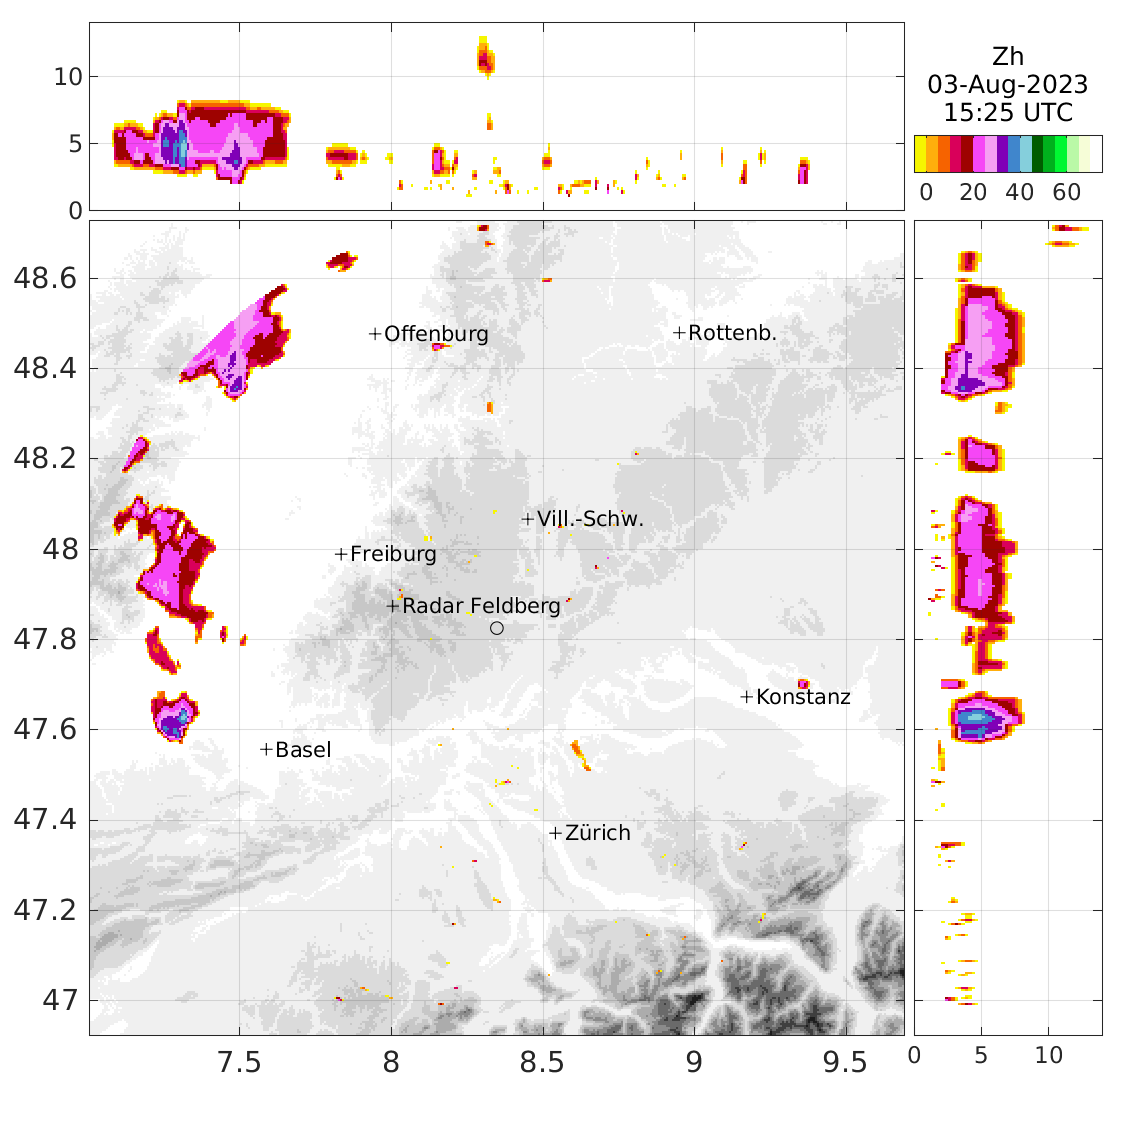 Zh
03-Aug-2023
15:25 UTC
0 20 40 60
10
5
0
48.6
48.4
48.2
48
47.8
47.6
47.4
47.2
47
Offenburg
Rottenb.
Vill.-Schw.
Freiburg
Radar Feldberg
Konstanz
Basel
Zürich
7.5 8 8.5 9 9.5
0 5 10